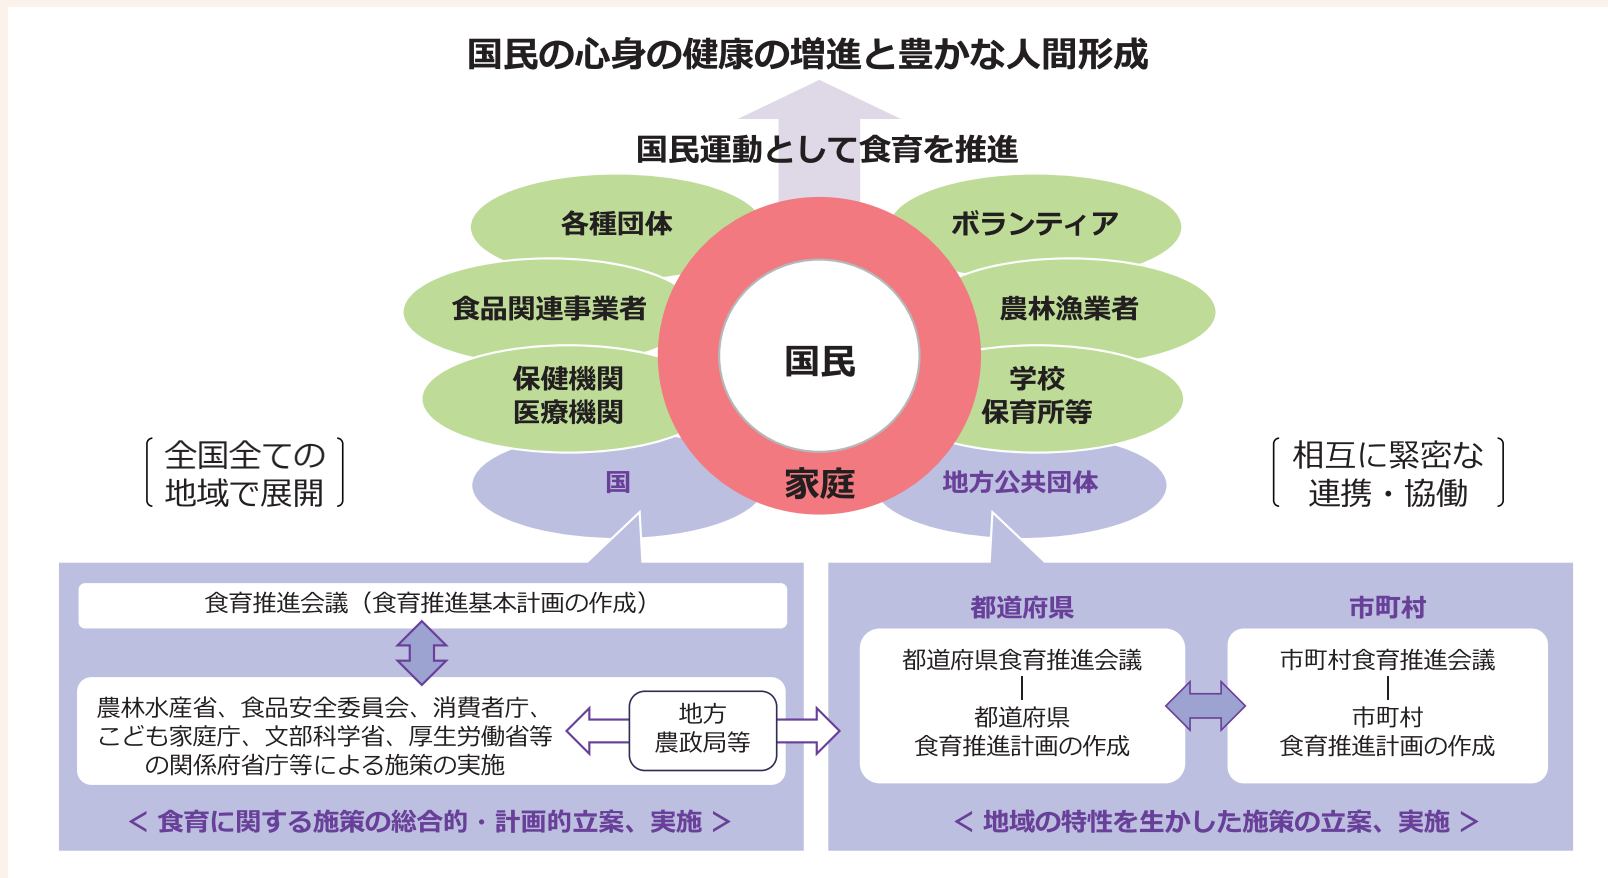 国民の心身の健康の増進と豊かな人間形成
国民運動として食育を推進
各種団体
ボランティア
食品関連事業者
農林漁業者
国民
保健機関
医療機関
学校
保育所等
全国全ての
地域で展開
相互に緊密な
連携・協働
国
家庭
地方公共団体
食育推進会議（食育推進基本計画の作成）
農林水産省、食品安全委員会、消費者庁、
こども家庭庁、文部科学省、厚生労働省等
の関係府省庁等による施策の実施
地方
農政局等
＜ 食育に関する施策の総合的・計画的立案、実施 ＞
都道府県
都道府県食育推進会議
都道府県
食育推進計画の作成
市町村
市町村食育推進会議
市町村
食育推進計画の作成
＜ 地域の特性を生かした施策の立案、実施 ＞